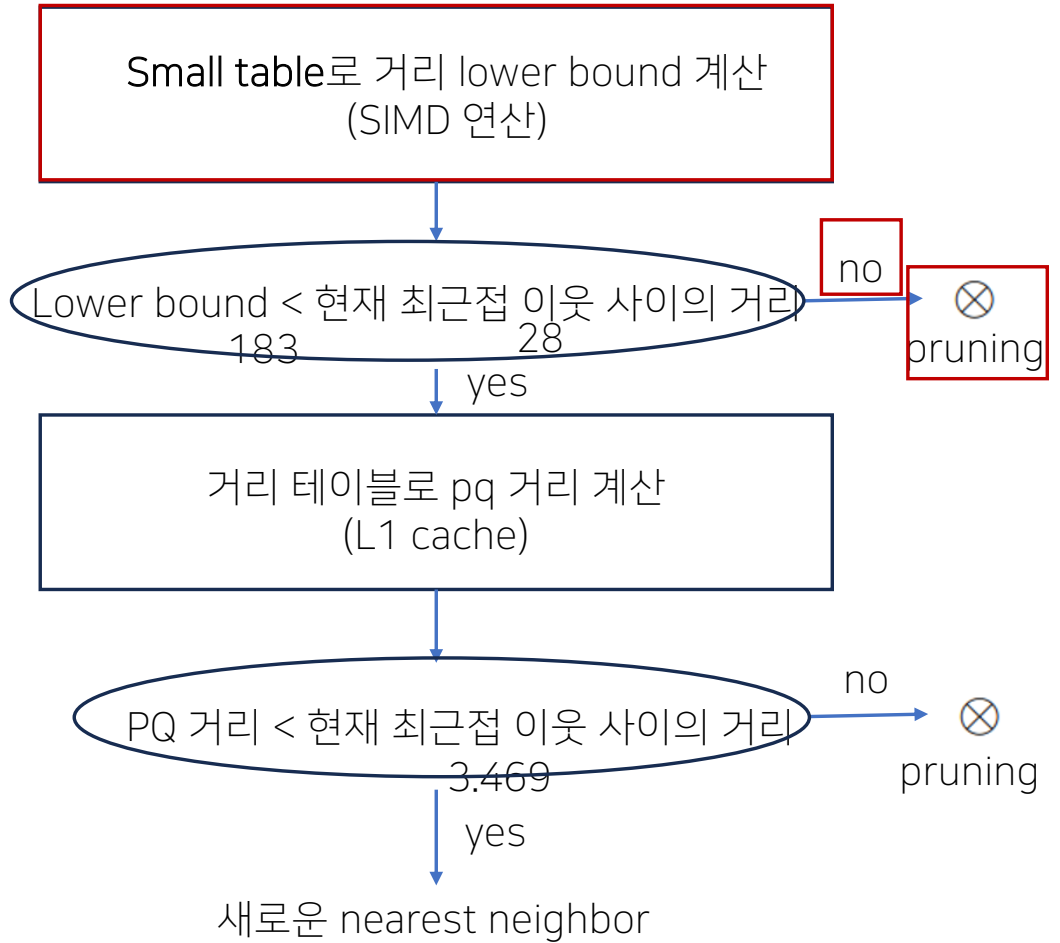 Small table로 거리 lower bound 계산
(SIMD 연산)
no
Lower bound < 현재 최근접 이웃 사이의 거리
183
28
pruning
yes
거리 테이블로 pq 거리 계산
(L1 cache)
no
PQ 거리 < 현재 최근접 이웃 사이의 거리
3.469
pruning
yes
새로운 nearest neighbor